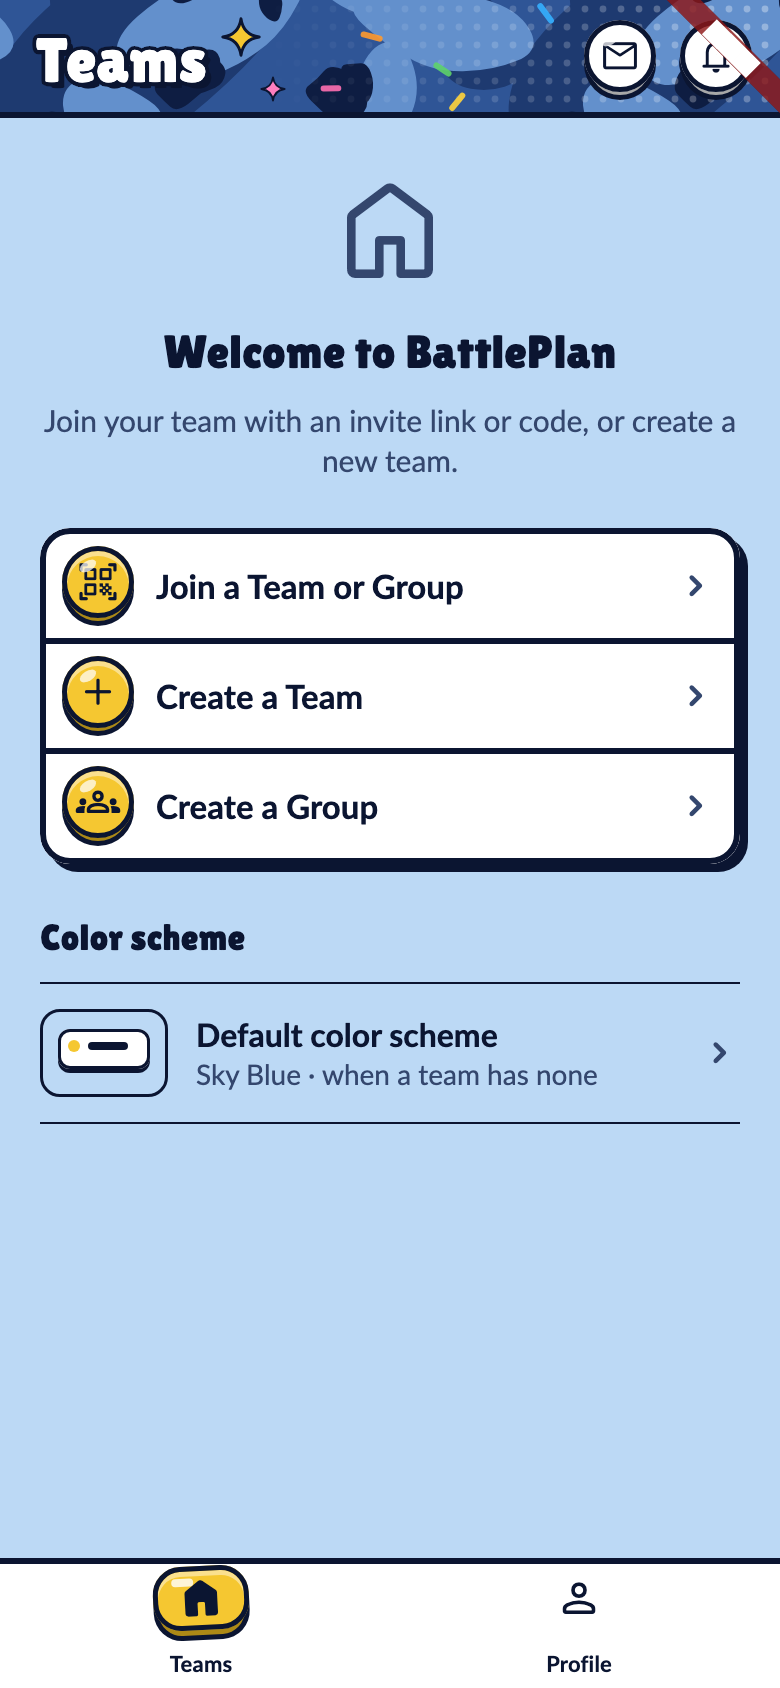 Teams
Welcome to BattlePlan
Join your team with an invite link or code, or create a
new team.
Join a Team or Group
Create a Team
Create a Group
Color scheme
Default color scheme
Sky Blue · when a team has none
Teams
Profile